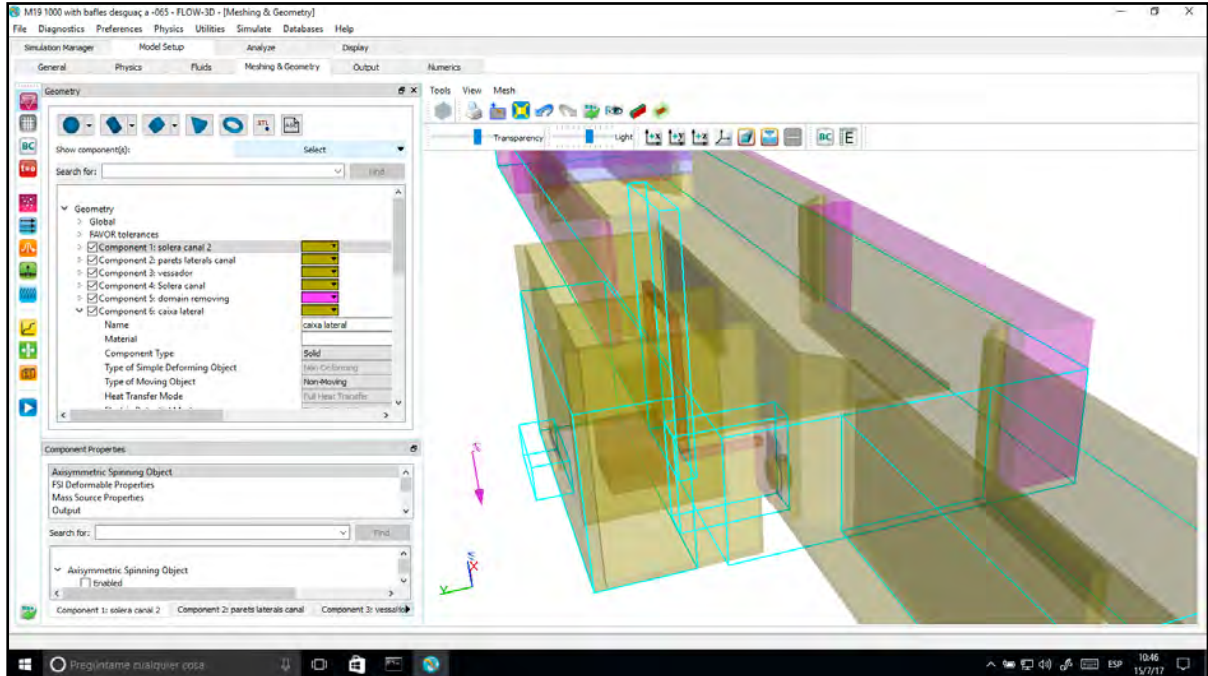 M19 1000 with bafles desguaç a -065 - FLOW-3D - [Meshing & Geometry]
File Diagnostics Preferences Physics Utilities Simulate Databases Help
Simulation Manager Model Setup Analyze Display
General Physics Fluids Meshing & Geometry Output Numerics
Geometry
Tools View Mesh
STL
Transparency Light +x +y +z BC E
BC
Show component(s): Select
Search for: Find
Geometry
Global
FAVOR tolerances
Component 1: solera canal 2
Component 2: parets laterals canal
Component 3: vessador
Component 4: Solera canal
Component 5: domain removing
Component 6: caixa lateral
Name caixa lateral
Material
Component Type Solid
Type of Simple Deforming Object Non-Deforming
Type of Moving Object Non-Moving
Heat Transfer Mode Full Heat Transfer
Component Properties
Axisymmetric Spinning Object
FSI Deformable Properties
Mass Source Properties
Output
Search for: Find
Axisymmetric Spinning Object
Enabled
Component 1: solera canal 2 Component 2: parets laterals canal Component 3: vessador
Pregúntame cualquier cosa
ESP
10:46
15/7/17